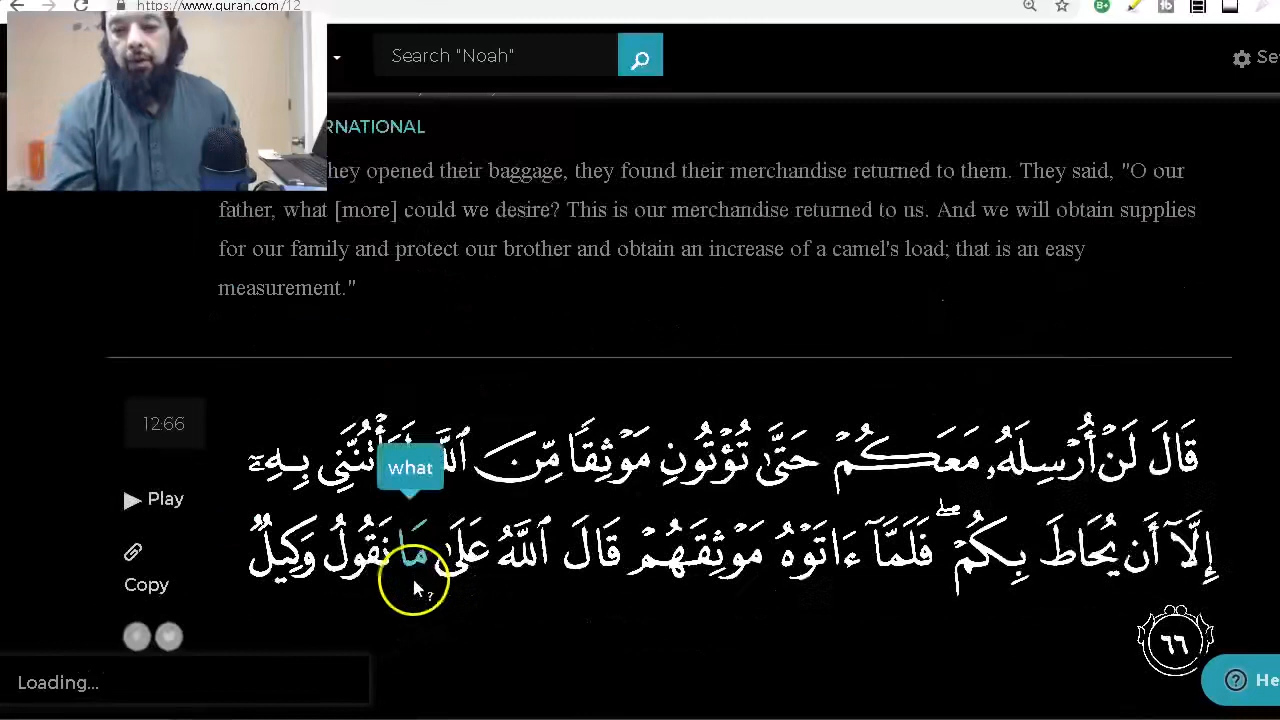 https://www.quran.com/12
Search "Noah"
RNATIONAL
hey opened their baggage, they found their merchandise returned to them. They said, "O our
father, what [more] could we desire? This is our merchandise returned to us. And we will obtain supplies
for our family and protect our brother and obtain an increase of a camel's load; that is an easy
measurement."
12:66
قَالَ لَنْ أُرْسِلَهُۥ مَعَكُمْ حَتَّىٰ تُؤْتُونِ مَوْثِقًا مِّنَ ٱللَّهِ لَتَأْتُنَّنِى بِهِۦٓ
what
Play
إِلَّآ أَن يُحَاطَ بِكُمْ ۖ فَلَمَّآ ءَاتَوْهُ مَوْثِقَهُمْ قَالَ ٱللَّهُ عَلَىٰ مَا نَقُولُ وَكِيلٌ
Copy
٦٦
Loading...
He